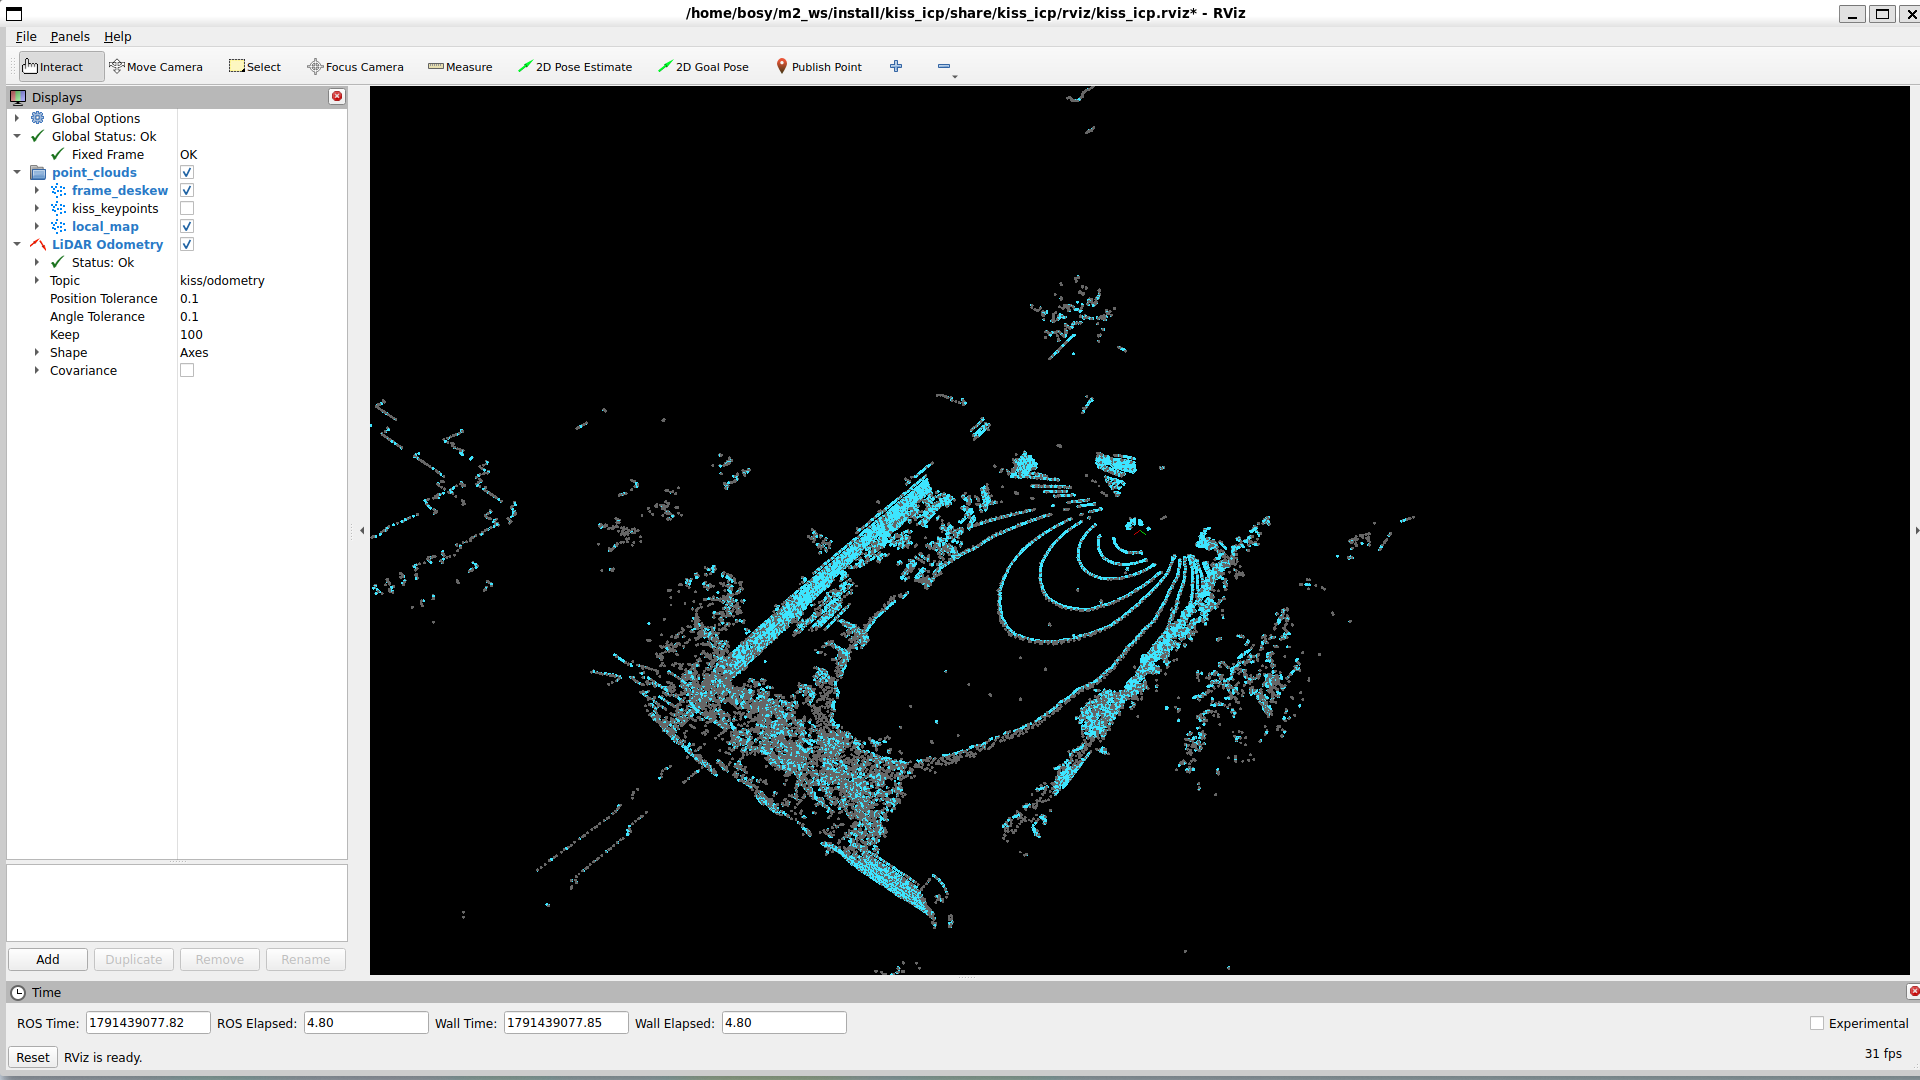 /home/bosy/m2_ws/install/kiss_icp/share/kiss_icp/rviz/kiss_icp.rviz* - RViz
File Panels Help
Interact Move Camera Select Focus Camera Measure 2D Pose Estimate 2D Goal Pose Publish Point
Displays
Global Options
Global Status: Ok
Fixed Frame OK
point_clouds
frame_deskew
kiss_keypoints
local_map
LiDAR Odometry
Status: Ok
Topic kiss/odometry
Position Tolerance 0.1
Angle Tolerance 0.1
Keep 100
Shape Axes
Covariance
Add Duplicate Remove Rename
Time
ROS Time: 1791439077.82 ROS Elapsed: 4.80 Wall Time: 1791439077.85 Wall Elapsed: 4.80 Experimental
Reset RViz is ready. 31 fps